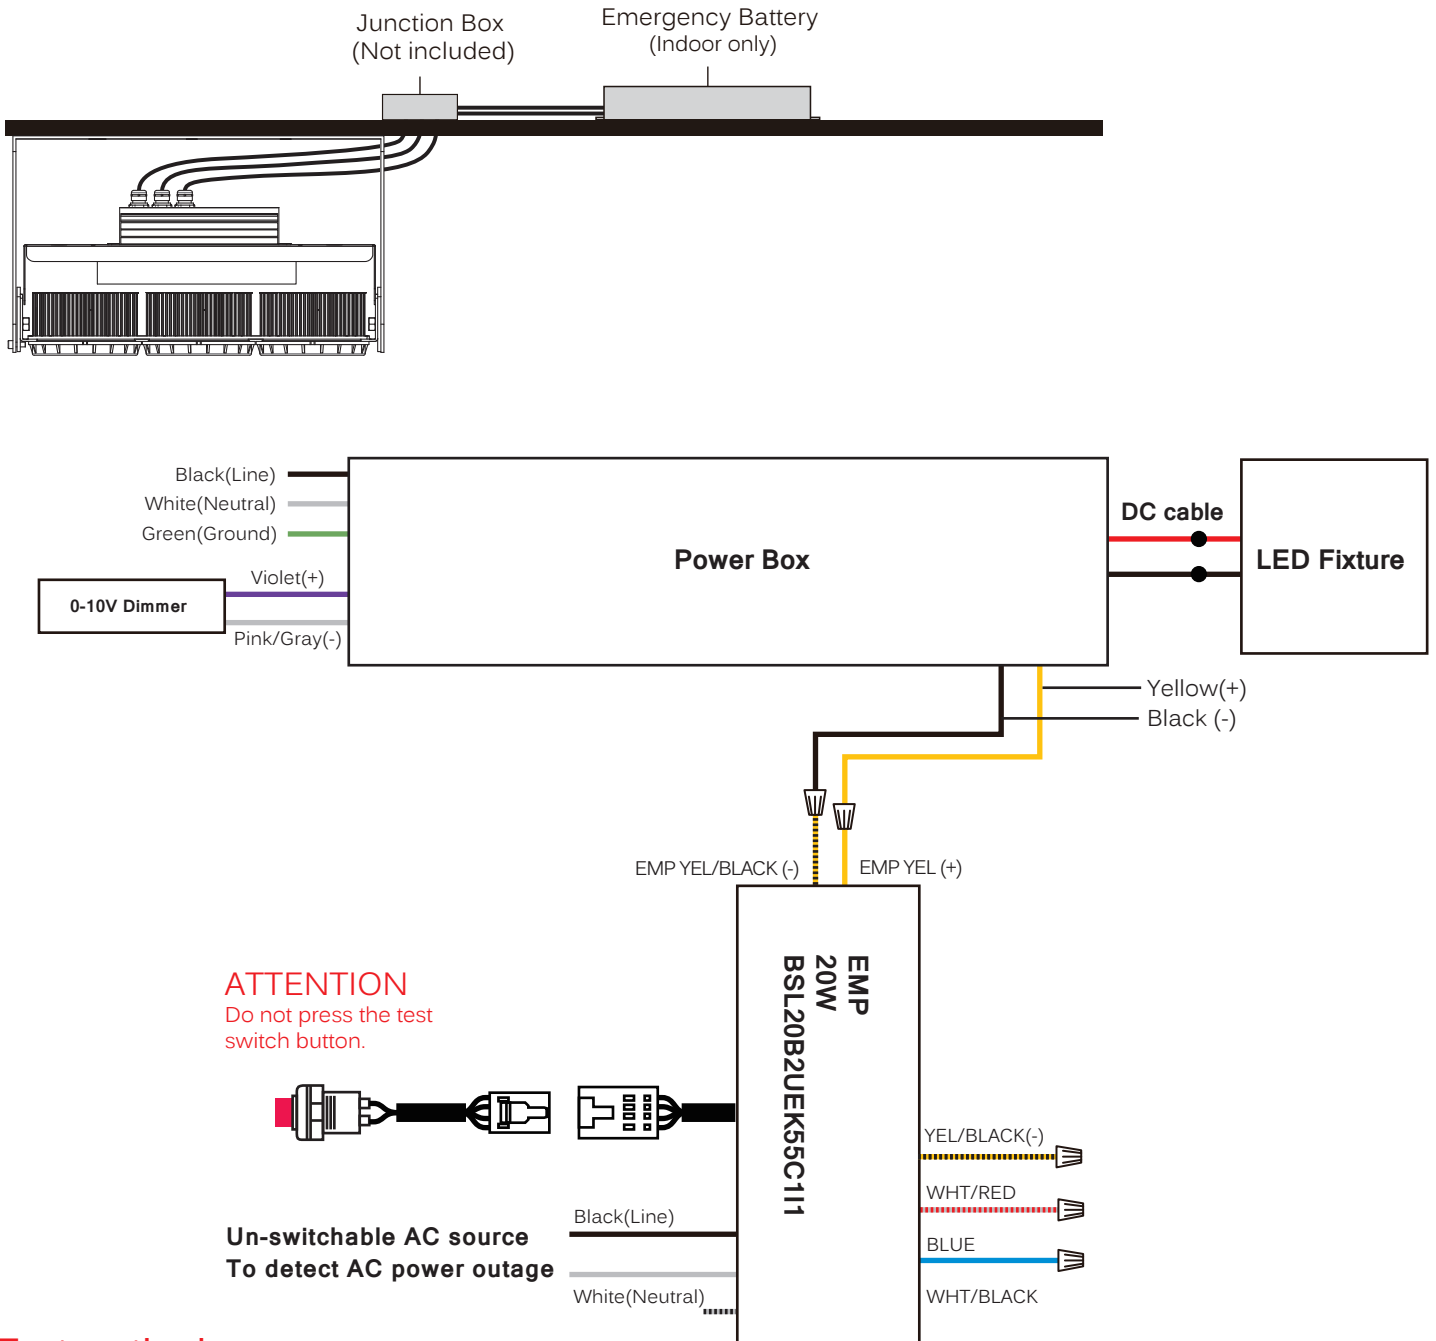 Junction Box
(Not included)
Emergency Battery
(Indoor only)
Black(Line)
White(Neutral)
Green(Ground)
Violet(+)
0-10V Dimmer
Pink/Gray(-)
Power Box
DC cable
LED Fixture
Yellow(+)
Black (-)
EMP YEL/BLACK (-)
EMP YEL (+)
EMP
20W
BSL20B2UEK55C1I1
ATTENTION
Do not press the test
switch button.
YEL/BLACK(-)
WHT/RED
BLUE
WHT/BLACK
Un-switchable AC source
To detect AC power outage
Black(Line)
White(Neutral)